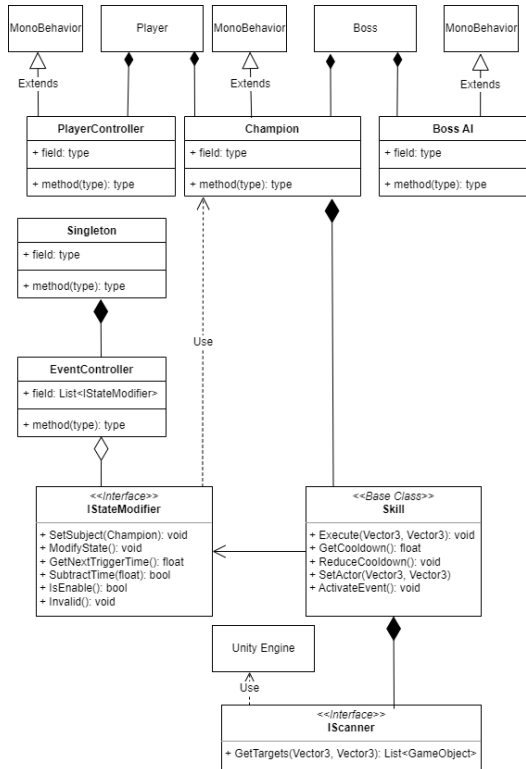 MonoBehavior
Player
MonoBehavior
Boss
MonoBehavior
Extends
Extends
Extends
PlayerController
+ field: type
+ method(type): type
Champion
+ field: type
+ method(type): type
Boss AI
+ field: type
+ method(type): type
Singleton
+ field: type
+ method(type): type
Use
EventController
+ field: List<IStateModifier>
+ method(type): type
<<Interface>>
IStateModifier
+ SetSubject(Champion): void
+ ModifyState(): void
+ GetNextTriggerTime(): float
+ SubtractTime(float): bool
+ IsEnable(): bool
+ Invalid(): void
<<Base Class>>
Skill
+ Execute(Vector3, Vector3): void
+ GetCooldown(): float
+ ReduceCooldown(): void
+ SetActor(Vector3, Vector3)
+ ActivateEvent(): void
Unity Engine
Use
<<Interface>>
IScanner
+ GetTargets(Vector3, Vector3): List<GameObject>